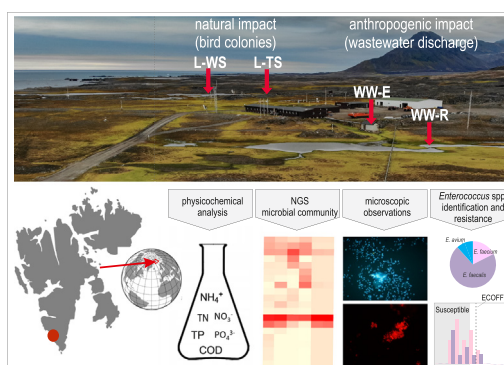 natural impact
(bird colonies)
anthropogenic impact
(wastewater discharge)
L-WS
L-TS
WW-E
WW-R
physicochemical
analysis
NGS
microbial community
microscopic
observations
Enterococcus spp
identification and
resistance
NH₄⁺
TN NO₃⁻
TP PO₄³⁻
COD
E. avium
E. faecium
E. faecalis
ECOFF
Susceptible